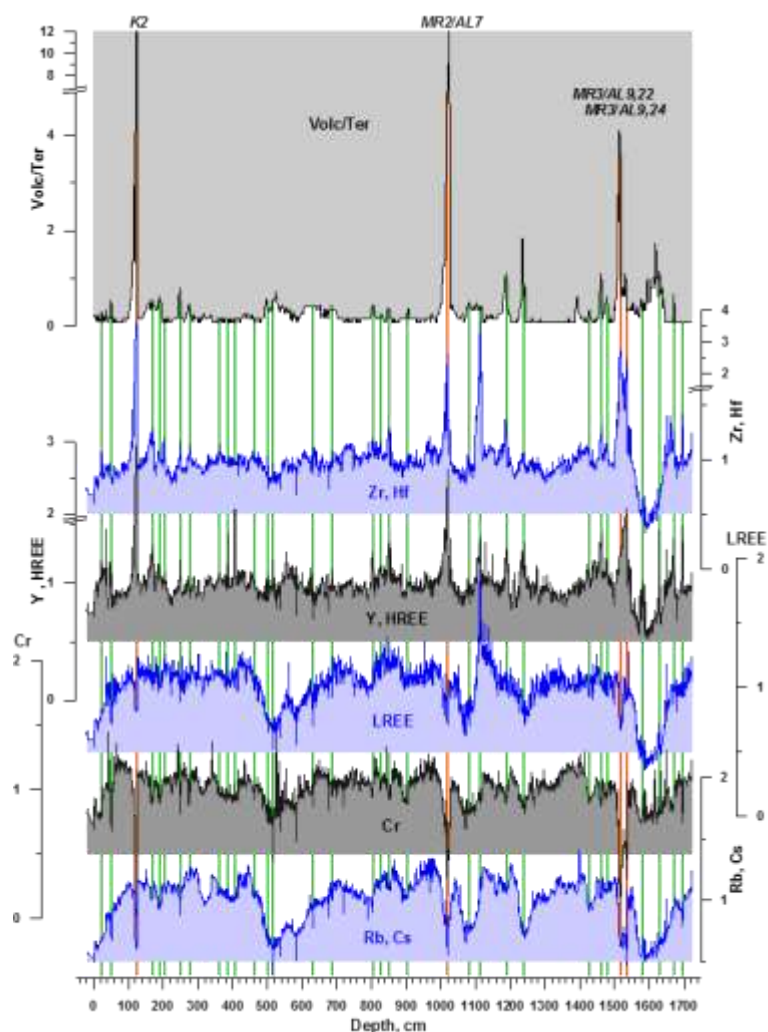 K2 MR2/AL7
12
10
8
MR3/AL9,22
MR3/AL9,24
Volc/Ter
4
Volc/Ter
2
0
4
3
2
Zr, Hf
3
1
Zr, Hf
2
LREE
Y, HREE
0 2
1
Y, HREE
Cr
2
0 1
LREE
2
1
Cr
0
Rb, Cs
1
Rb, Cs
0
0 100 200 300 400 500 600 700 800 900 1000 1100 1200 1300 1400 1500 1600 1700
Depth, cm